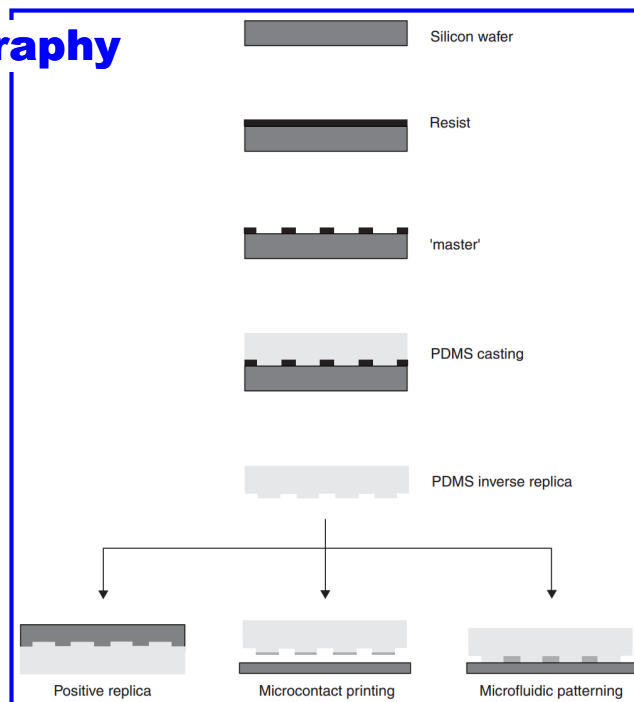 raphy
Silicon wafer
Resist
'master'
PDMS casting
PDMS inverse replica
Positive replica
Microcontact printing
Microfluidic patterning